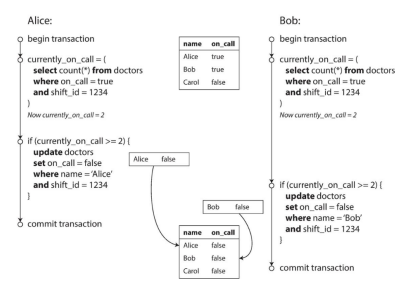 Alice:
begin transaction
currently_on_call = (
select count(*) from doctors
where on_call = true
and shift_id = 1234
)
Now currently_on_call = 2
if (currently_on_call >= 2) {
update doctors
set on_call = false
where name = 'Alice'
and shift_id = 1234
}
commit transaction
name on_call
Alice true
Bob true
Carol false
Alice false
Bob false
name on_call
Alice false
Bob false
Carol false
Bob:
begin transaction
currently_on_call = (
select count(*) from doctors
where on_call = true
and shift_id = 1234
)
Now currently_on_call = 2
if (currently_on_call >= 2) {
update doctors
set on_call = false
where name = 'Bob'
and shift_id = 1234
}
commit transaction